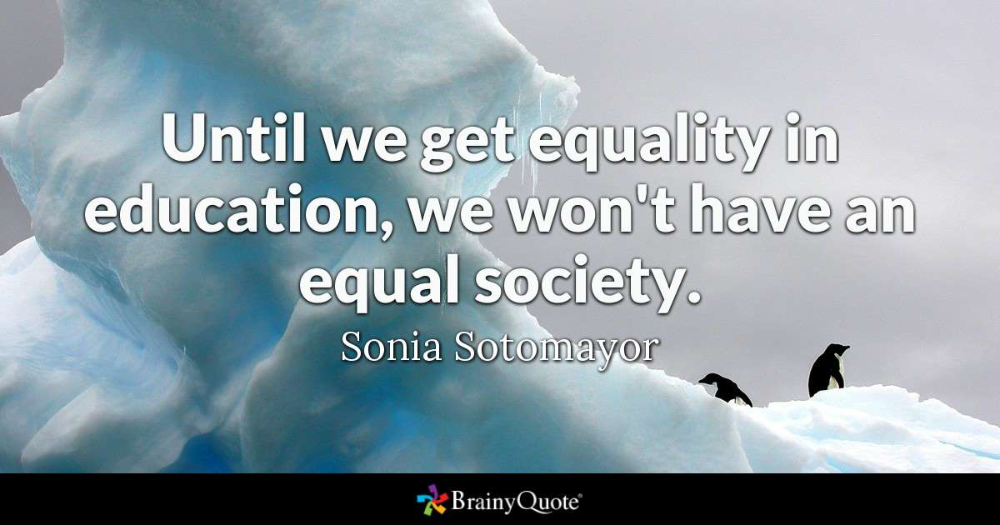 Until we get equality in
education, we won't have an
equal society.
Sonia Sotomayor
BrainyQuote®